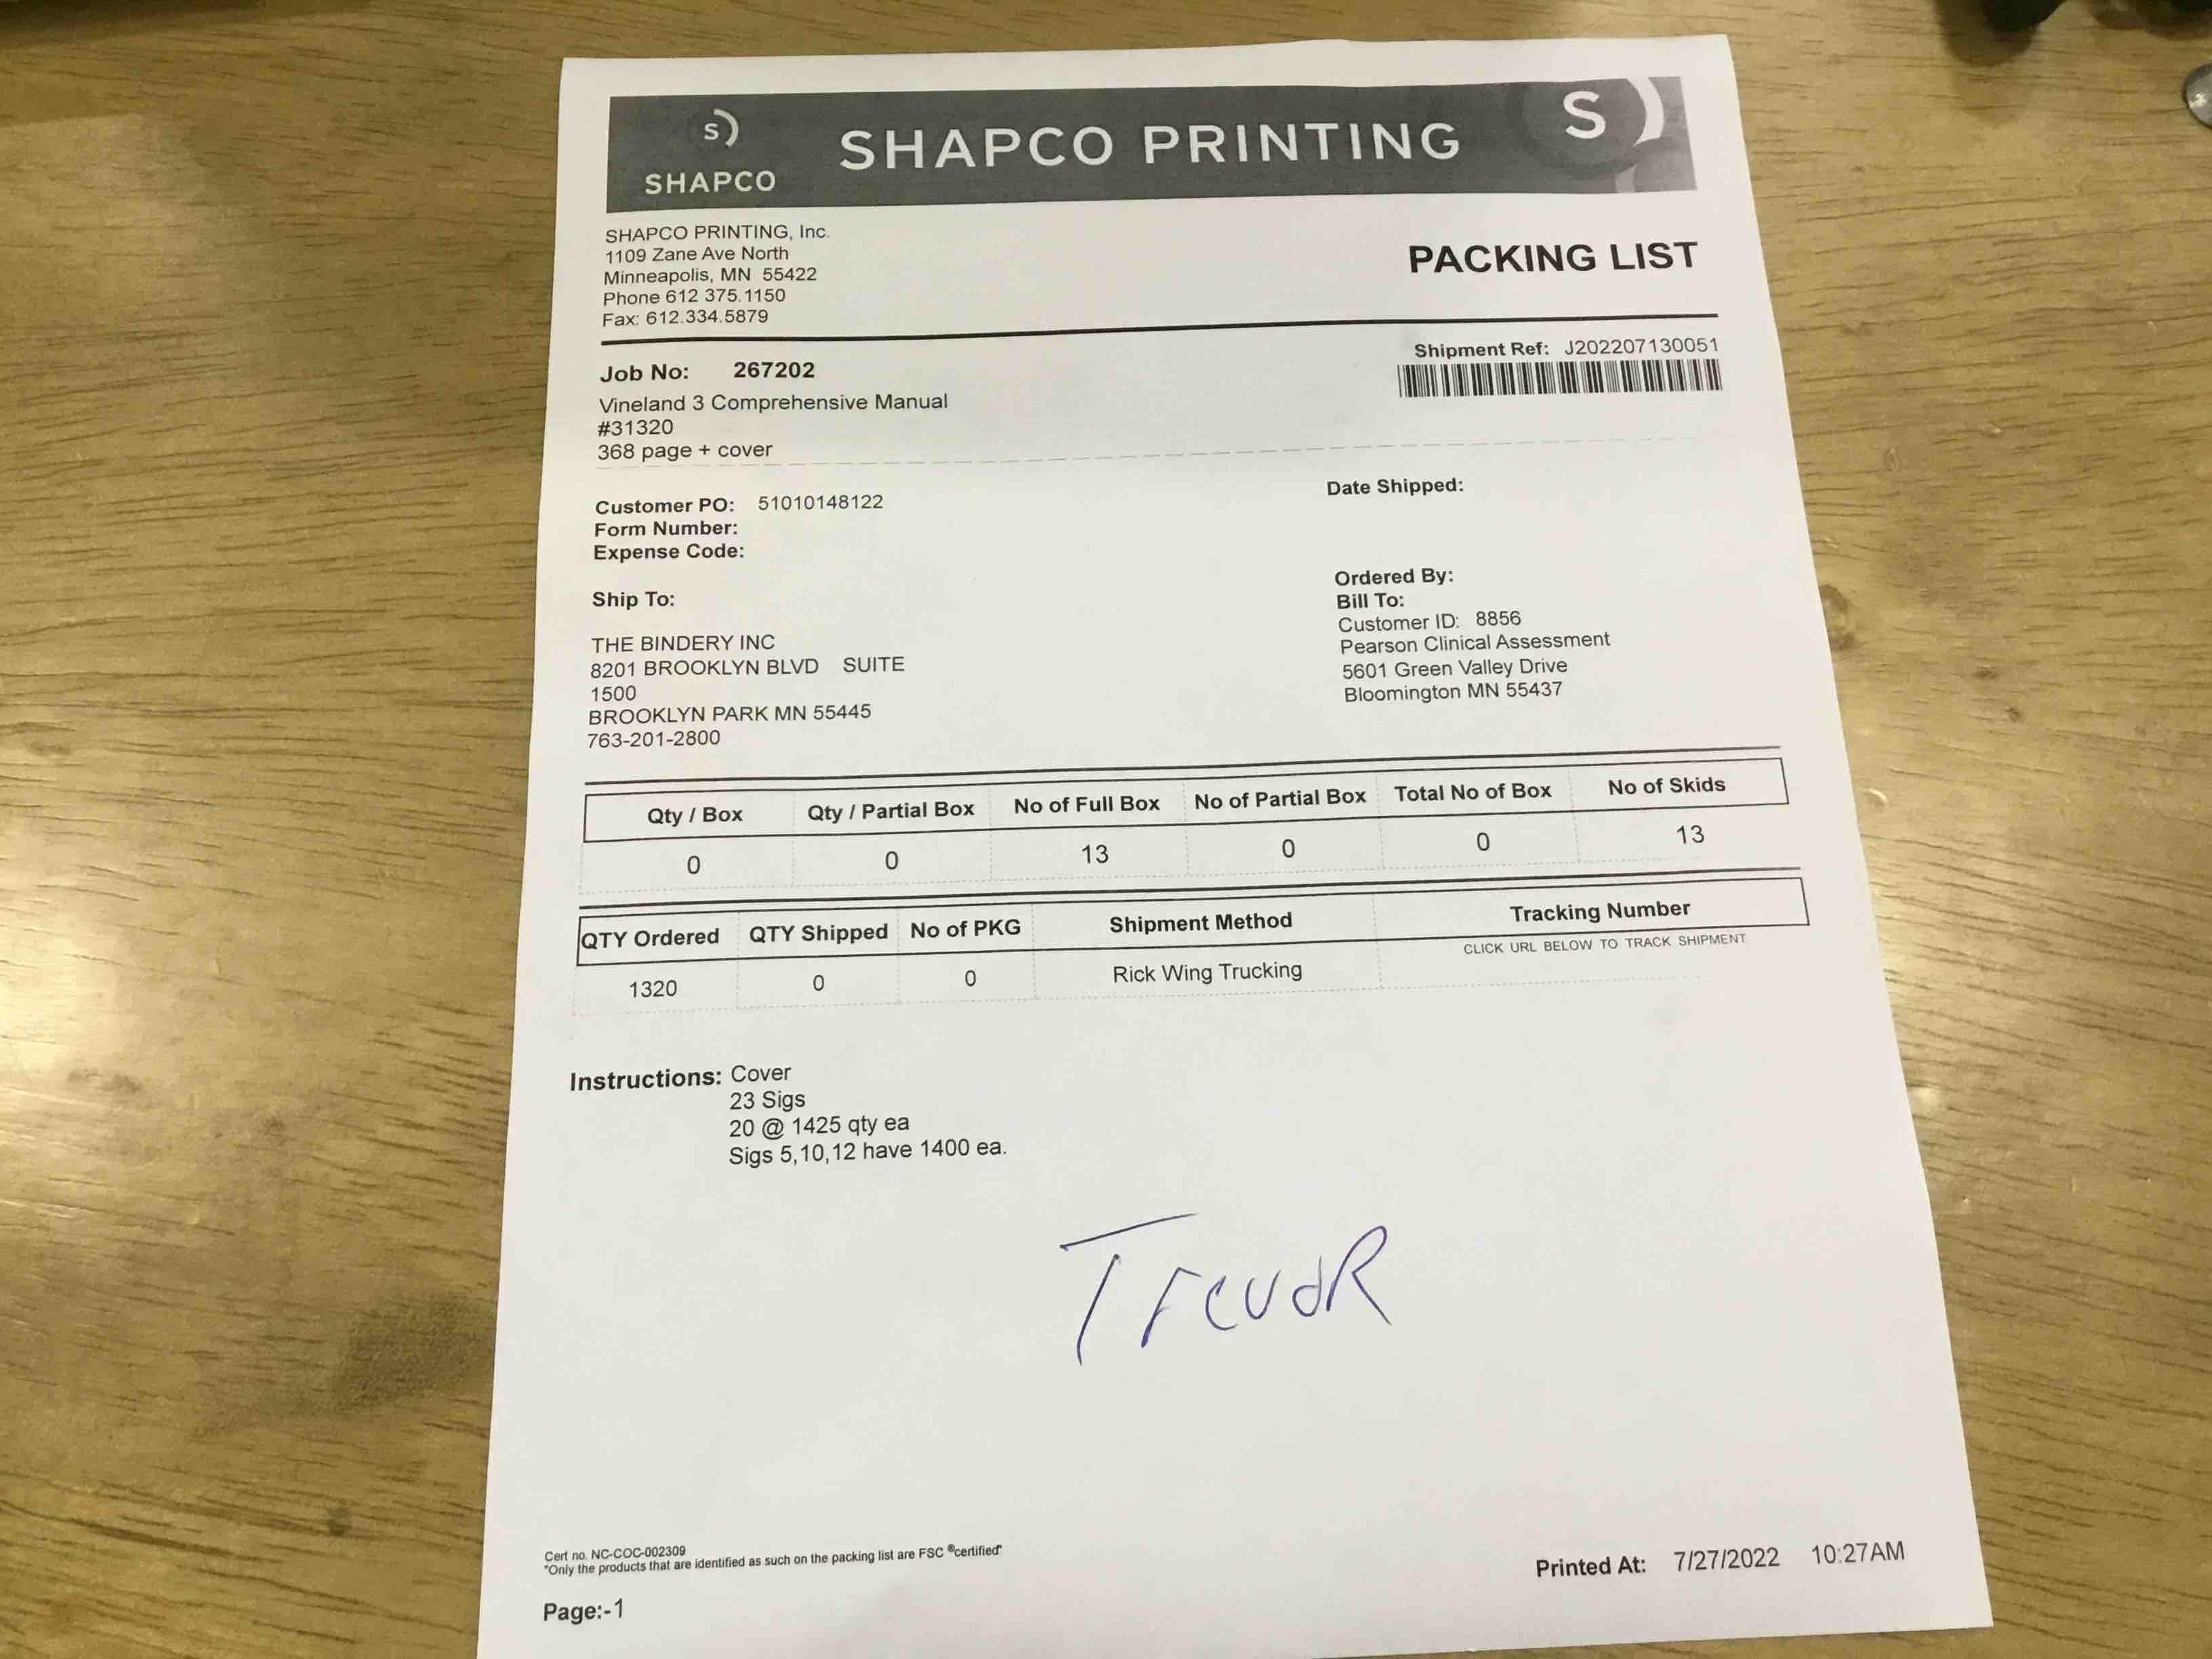 S
SHAPCO
SHAPCO PRINTING
S
SHAPCO PRINTING, Inc.
1109 Zane Ave North
Minneapolis, MN 55422
Phone 612 375.1150
Fax: 612.334.5879
PACKING LIST
Shipment Ref: J202207130051
Job No: 267202
Vineland 3 Comprehensive Manual
#31320
368 page + cover
Customer PO: 51010148122
Form Number:
Expense Code:
Date Shipped:
Ship To:
THE BINDERY INC
8201 BROOKLYN BLVD SUITE
1500
BROOKLYN PARK MN 55445
763-201-2800
Ordered By:
Bill To:
Customer ID: 8856
Pearson Clinical Assessment
5601 Green Valley Drive
Bloomington MN 55437
Qty / Box Qty / Partial Box No of Full Box No of Partial Box Total No of Box No of Skids
0 0 13 0 0 13
QTY Ordered QTY Shipped No of PKG Shipment Method Tracking Number
CLICK URL BELOW TO TRACK SHIPMENT
1320 0 0 Rick Wing Trucking
Instructions: Cover
23 Sigs
20 @ 1425 qty ea
Sigs 5,10,12 have 1400 ea.
TrevoR
Cert no. NC-COC-002309
"Only the products that are identified as such on the packing list are FSC ®certified"
Printed At: 7/27/2022 10:27AM
Page:-1